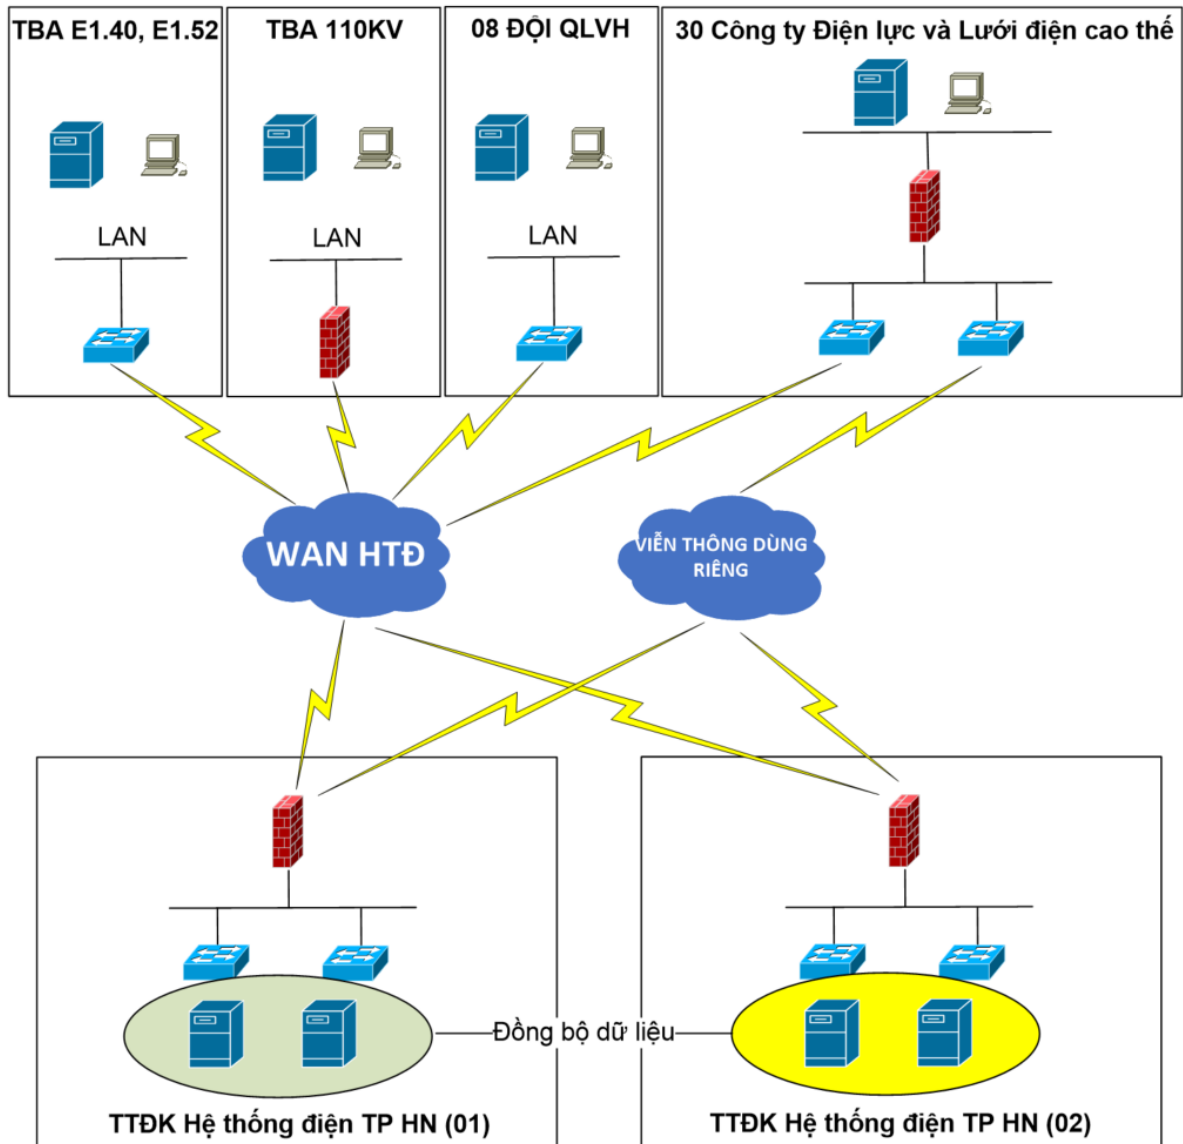 TBA E1.40, E1.52
TBA 110KV
08 ĐỘI QLVH
30 Công ty Điện lực và Lưới điện cao thế
LAN
LAN
LAN
WAN HTĐ
VIỄN THÔNG DÙNG
RIÊNG
Đồng bộ dữ liệu
TTĐK Hệ thống điện TP HN (01)
TTĐK Hệ thống điện TP HN (02)